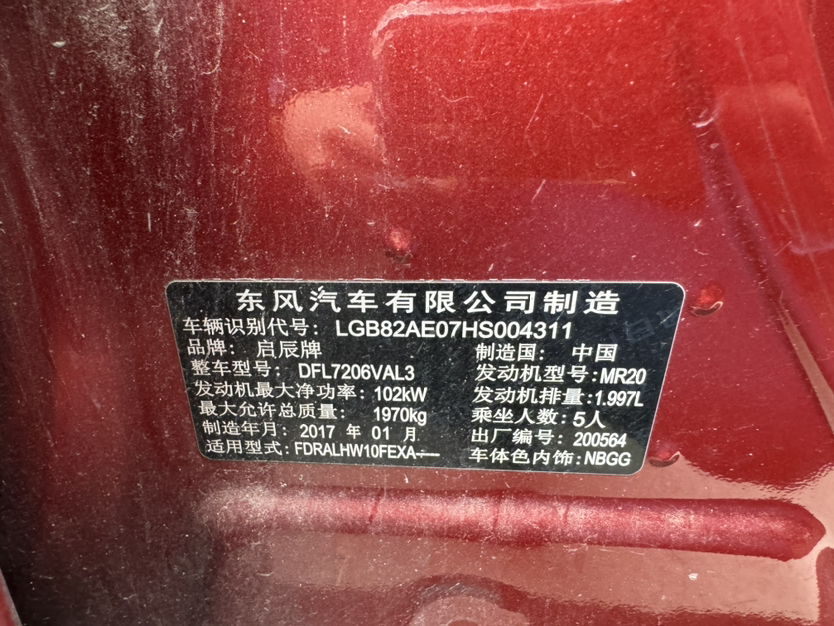 东风汽车有限公司制造
车辆识别代号: LGB82AE07HS004311
品牌: 启辰牌 制造国: 中国
整车型号: DFL7206VAL3 发动机型号: MR20
发动机最大净功率: 102kW 发动机排量: 1.997L
最大允许总质量: 1970kg 乘坐人数: 5人
制造年月: 2017 年 01 月 出厂编号: 200564
适用型式: FDRALHW10FEXA----- 车体色内饰: NBGG